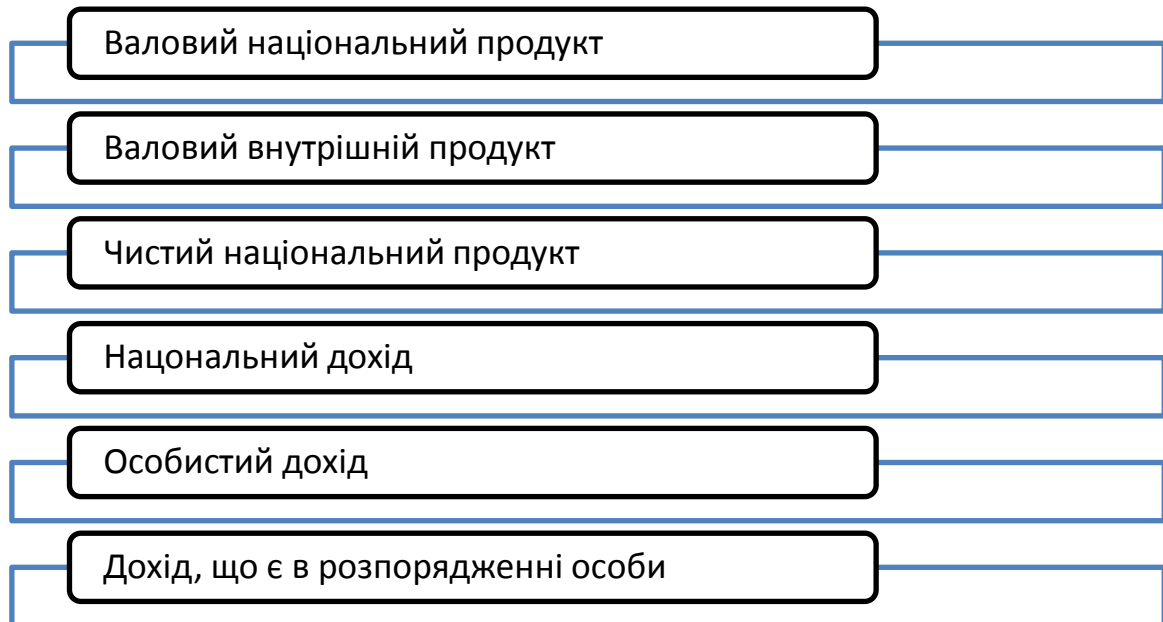 Валовий національний продукт
Валовий внутрішній продукт
Чистий національний продукт
Нацональний дохід
Особистий дохід
Дохід, що є в розпорядженні особи